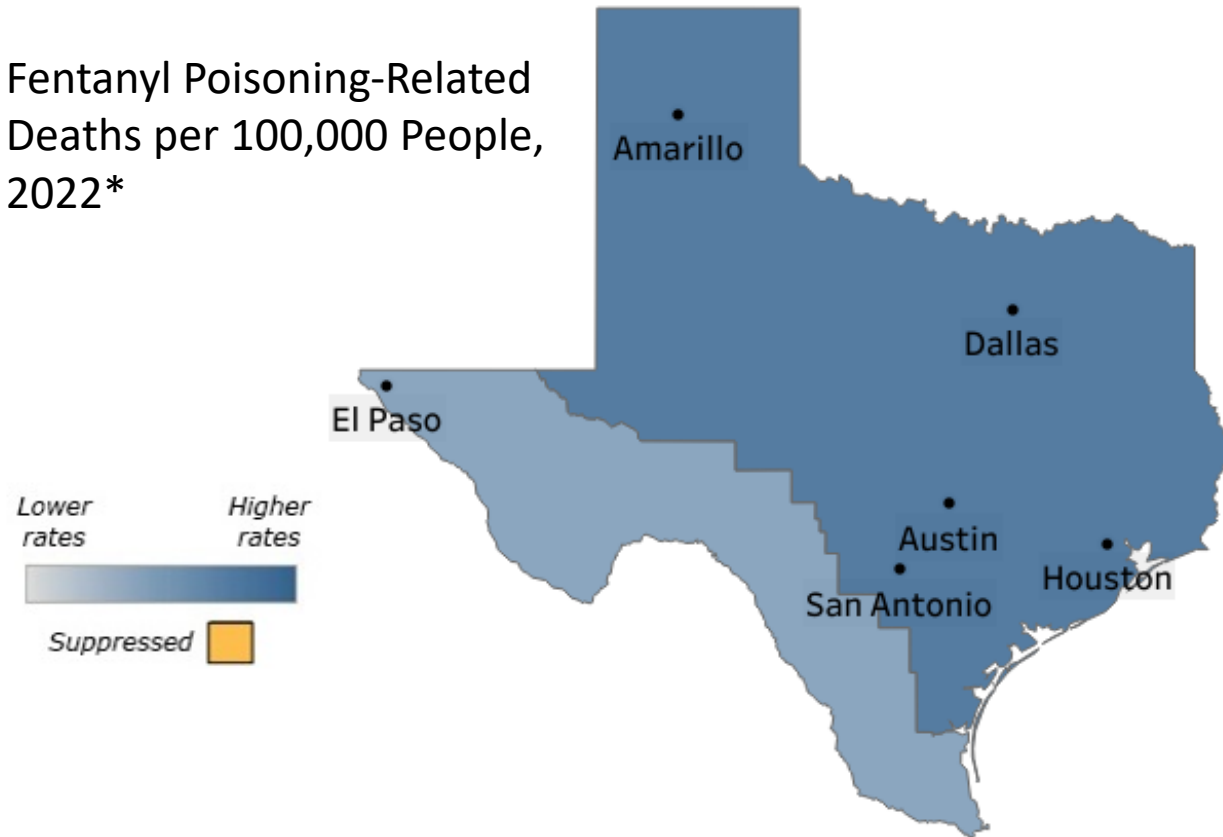 Fentanyl Poisoning-Related
Deaths per 100,000 People,
2022*
Amarillo
Dallas
El Paso
Austin
Houston
San Antonio
Lower
rates
Higher
rates
Suppressed